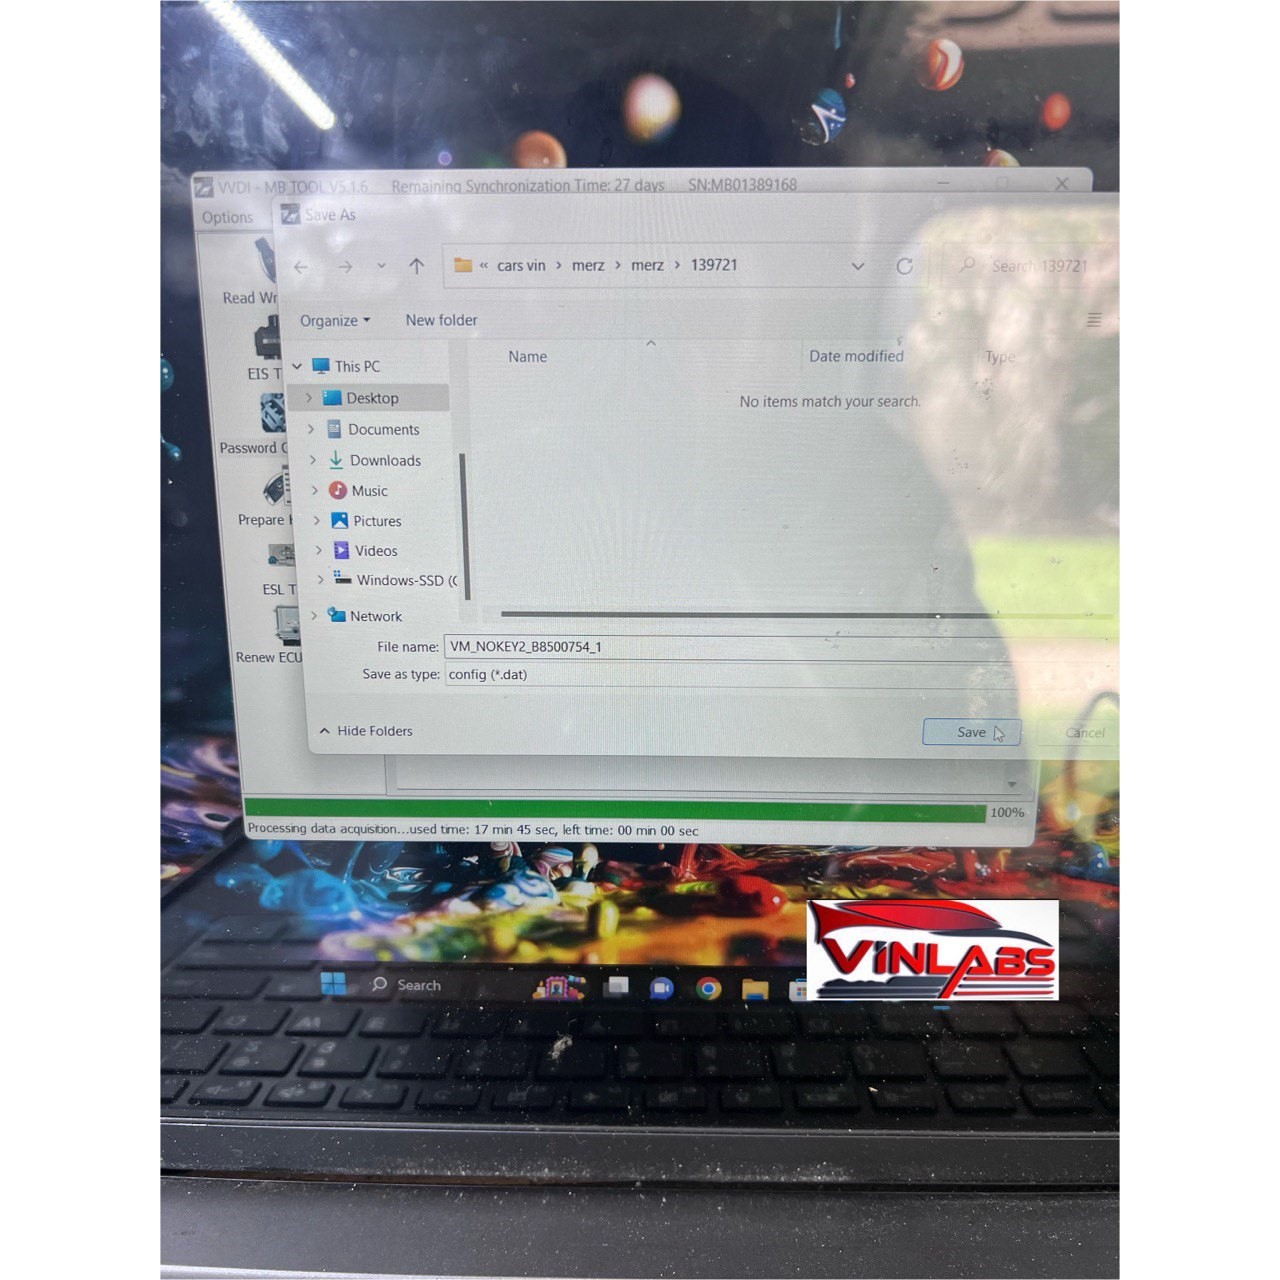 VVDI - MB TOOL V5.1.6 Remaining Synchronization Time: 27 days SN:MB01389168
Options
Save As
« cars vin > merz > merz > 139721
Search 139721
Organize New folder
Name Date modified Type
No items match your search.
This PC
Desktop
Documents
Downloads
Music
Pictures
Videos
Windows-SSD (C
Network
Read Wr
EIS T
Password C
Prepare
ESL T
Renew ECU
File name: VM_NOKEY2_B8500754_1
Save as type: config (*.dat)
Hide Folders Save Cancel
100%
Processing data acquisition...used time: 17 min 45 sec, left time: 00 min 00 sec
VINLABS
Search